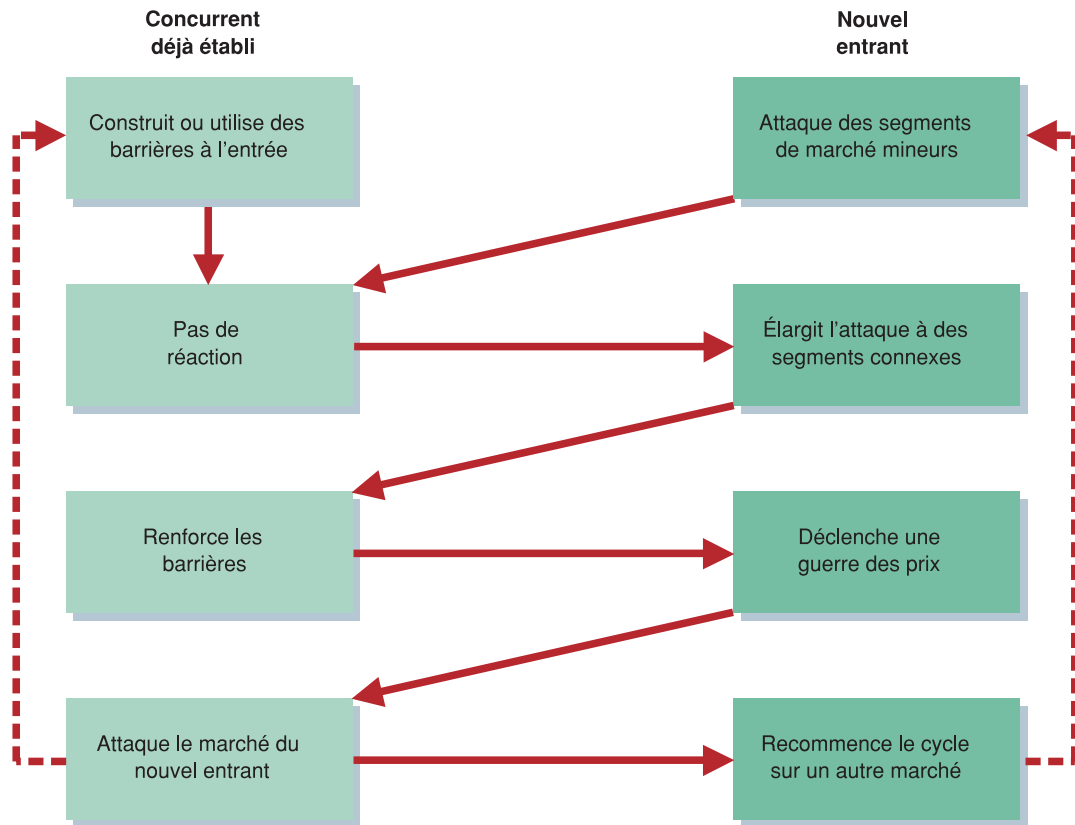 Concurrent
déjà établi
Nouvel
entrant
Construit ou utilise des
barrières à l'entrée
Attaque des segments
de marché mineurs
Pas de
réaction
Élargit l'attaque à des
segments connexes
Renforce les
barrières
Déclenche une
guerre des prix
Attaque le marché du
nouvel entrant
Recommence le cycle
sur un autre marché